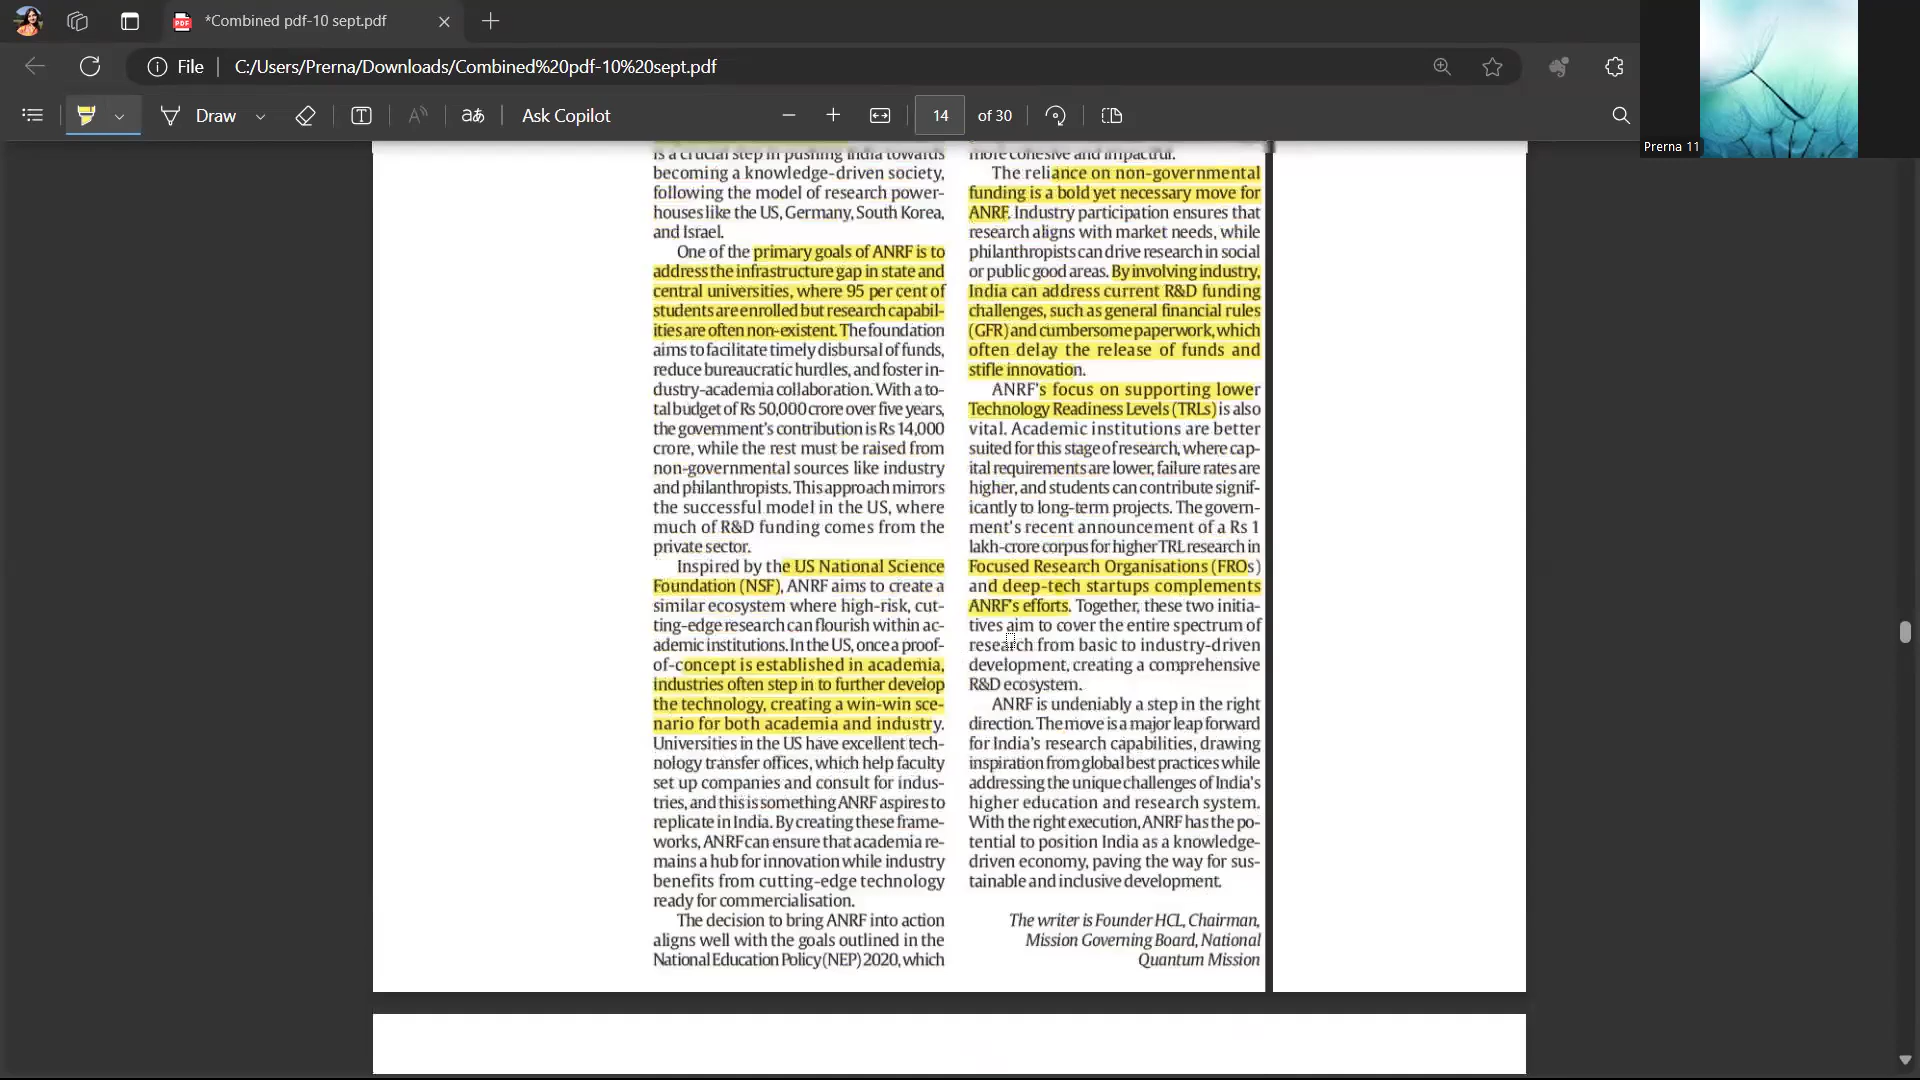 *Combined pdf-10 sept.pdf
File
C:/Users/Prerna/Downloads/Combined%20pdf-10%20sept.pdf
Draw
Ask Copilot
14
of 30
Prerna 11
is a crucial step in pushing India towards
becoming a knowledge-driven society,
following the model of research power-
houses like the US, Germany, South Korea,
and Israel.
One of the primary goals of ANRF is to
address the infrastructure gap in state and
central universities, where 95 per cent of
students are enrolled but research capabil-
ities are often non-existent. The foundation
aims to facilitate timely disbursal of funds,
reduce bureaucratic hurdles, and foster in-
dustry-academia collaboration. With a to-
tal budget of Rs 50,000 crore over five years,
the government's contribution is Rs 14,000
crore, while the rest must be raised from
non-governmental sources like industry
and philanthropists. This approach mirrors
the successful model in the US, where
much of R&D funding comes from the
private sector.
Inspired by the US National Science
Foundation (NSF), ANRF aims to create a
similar ecosystem where high-risk, cut-
ting-edge research can flourish within ac-
ademic institutions. In the US, once a proof-
of-concept is established in academia,
industries often step in to further develop
the technology, creating a win-win sce-
nario for both academia and industry.
Universities in the US have excellent tech-
nology transfer offices, which help faculty
set up companies and consult for indus-
tries, and this is something ANRF aspires to
replicate in India. By creating these frame-
works, ANRF can ensure that academia re-
mains a hub for innovation while industry
benefits from cutting-edge technology
ready for commercialisation.
The decision to bring ANRF into action
aligns well with the goals outlined in the
National Education Policy (NEP) 2020, which
more cohesive and impactful.
The reliance on non-governmental
funding is a bold yet necessary move for
ANRF. Industry participation ensures that
research aligns with market needs, while
philanthropists can drive research in social
or public good areas. By involving industry,
India can address current R&D funding
challenges, such as general financial rules
(GFR) and cumbersome paperwork, which
often delay the release of funds and
stifle innovation.
ANRF's focus on supporting lower
Technology Readiness Levels (TRLs) is also
vital. Academic institutions are better
suited for this stage of research, where cap-
ital requirements are lower, failure rates are
higher, and students can contribute signif-
icantly to long-term projects. The govern-
ment's recent announcement of a Rs 1
lakh-crore corpus for higher TRL research in
Focused Research Organisations (FROs)
and deep-tech startups complements
ANRF's efforts. Together, these two initia-
tives aim to cover the entire spectrum of
research from basic to industry-driven
development, creating a comprehensive
R&D ecosystem.
ANRF is undeniably a step in the right
direction. The move is a major leap forward
for India's research capabilities, drawing
inspiration from global best practices while
addressing the unique challenges of India's
higher education and research system.
With the right execution, ANRF has the po-
tential to position India as a knowledge-
driven economy, paving the way for sus-
tainable and inclusive development.
The writer is Founder HCL, Chairman,
Mission Governing Board, National
Quantum Mission